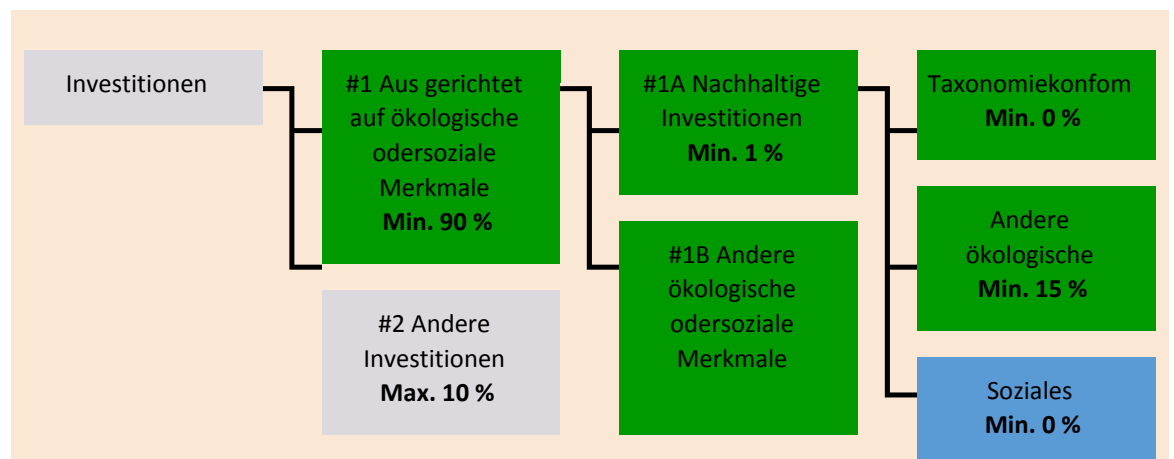 Investitionen
#1 Aus gerichtet
auf ökologische
odersoziale
Merkmale
Min. 90 %
#2 Andere
Investitionen
Max. 10 %
#1A Nachhaltige
Investitionen
Min. 1 %
#1B Andere
ökologische
odersoziale
Merkmale
Taxonomiekonfom
Min. 0 %
Andere
ökologische
Min. 15 %
Soziales
Min. 0 %